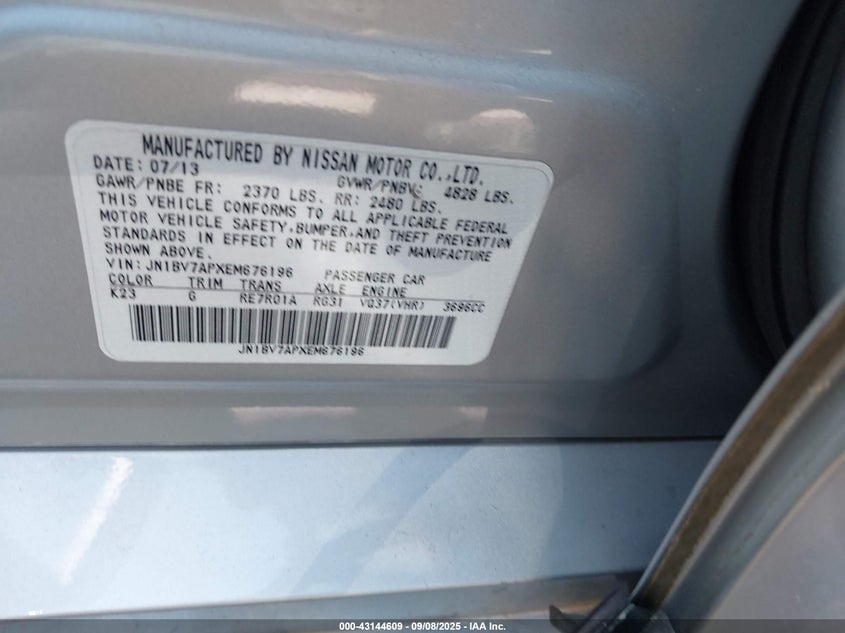 MANUFACTURED BY NISSAN MOTOR CO.,LTD.
DATE: 07/13 GVWR/PNBV: 4828 LBS.
GAWR/PNBE FR: 2370 LBS. RR: 2480 LBS.
THIS VEHICLE CONFORMS TO ALL APPLICABLE FEDERAL
MOTOR VEHICLE SAFETY,BUMPER,AND THEFT PREVENTION
STANDARDS IN EFFECT ON THE DATE OF MANUFACTURE
SHOWN ABOVE.
VIN: JN1BV7APXEM676196 PASSENGER CAR
COLOR TRIM TRANS AXLE ENGINE
K23 G RE7R01A RG31 VQ37(VHR) 3696CC
JN1BV7APXEM676196
000-43144609 - 09/08/2025 - IAA Inc.